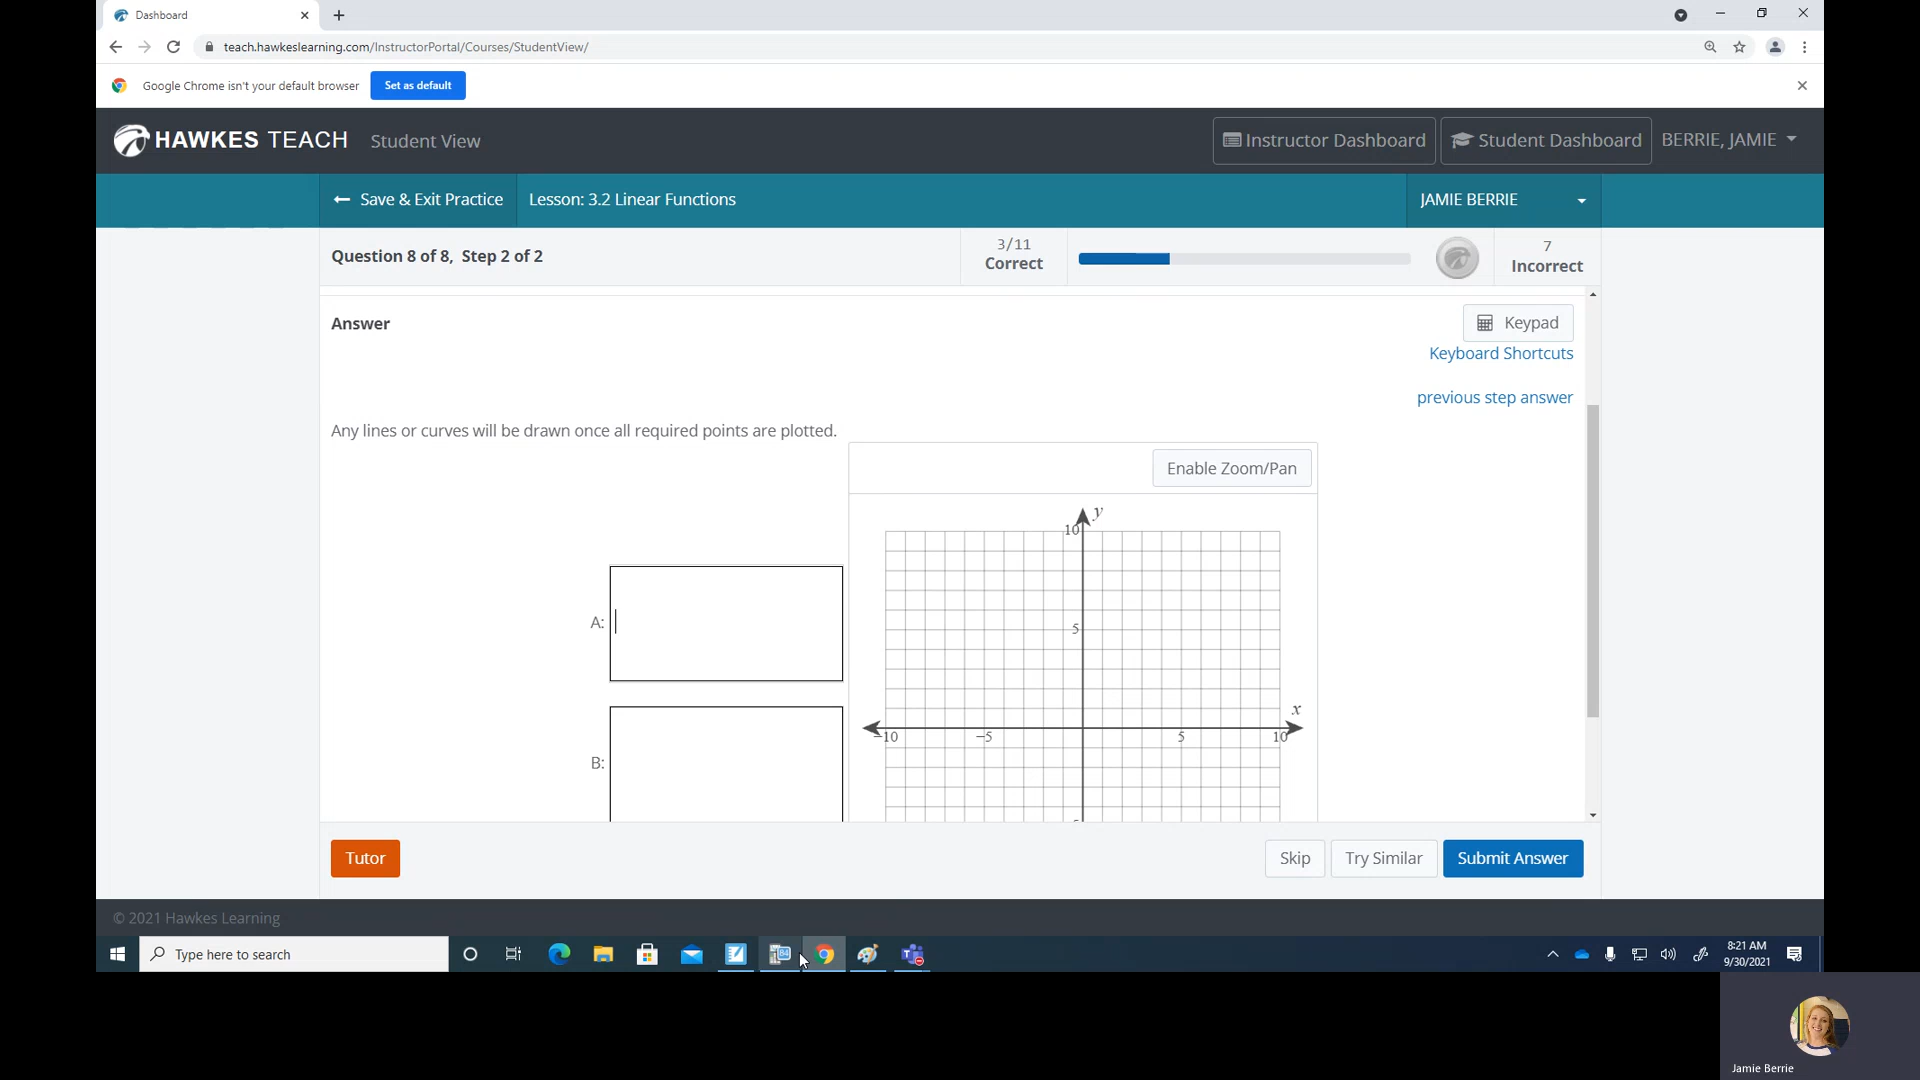 Dashboard
teach.hawkeslearning.com/InstructorPortal/Courses/StudentView/
Google Chrome isn't your default browser
Set as default
HAWKES TEACH
Student View
Instructor Dashboard
Student Dashboard
BERRIE, JAMIE
Save & Exit Practice
Lesson: 3.2 Linear Functions
JAMIE BERRIE
Question 8 of 8, Step 2 of 2
3/11
Correct
7
Incorrect
Answer
Keypad
Keyboard Shortcuts
previous step answer
Any lines or curves will be drawn once all required points are plotted.
Enable Zoom/Pan
y
10
5
A:
x
−10
−5
5
10
B:
Tutor
Skip
Try Similar
Submit Answer
© 2021 Hawkes Learning
Type here to search
8:21 AM
9/30/2021
Jamie Berrie